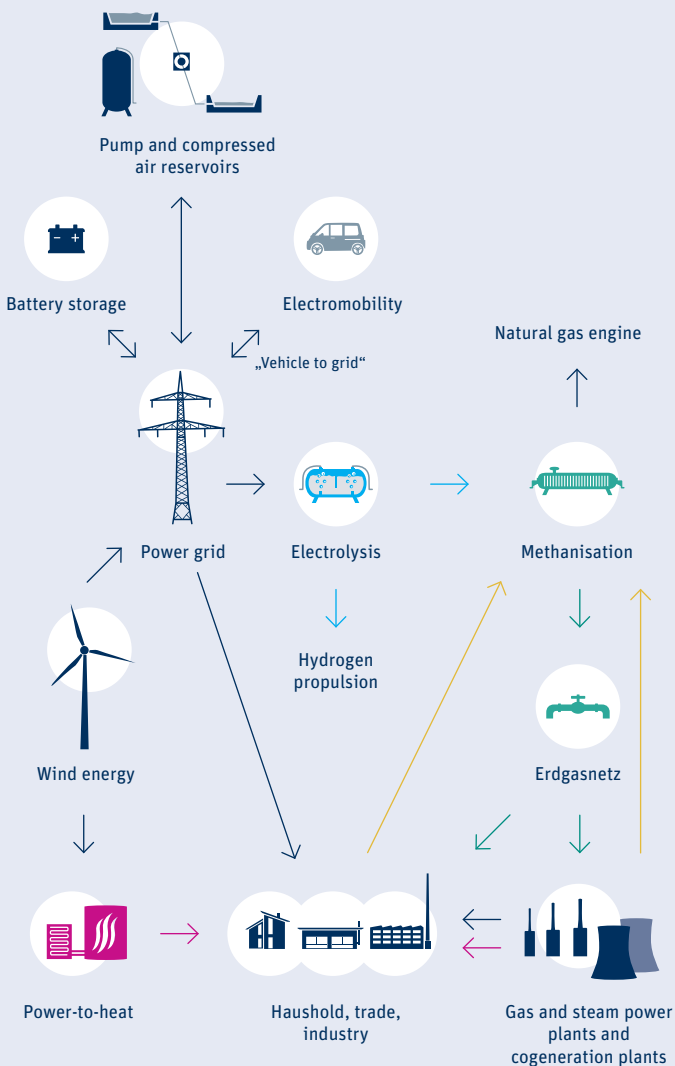 Pump and compressed
air reservoirs
Battery storage
Electromobility
„Vehicle to grid“
Natural gas engine
Power grid
Electrolysis
Methanisation
Hydrogen
propulsion
Wind energy
Erdgasnetz
Power-to-heat
Haushold, trade,
industry
Gas and steam power
plants and
cogeneration plants